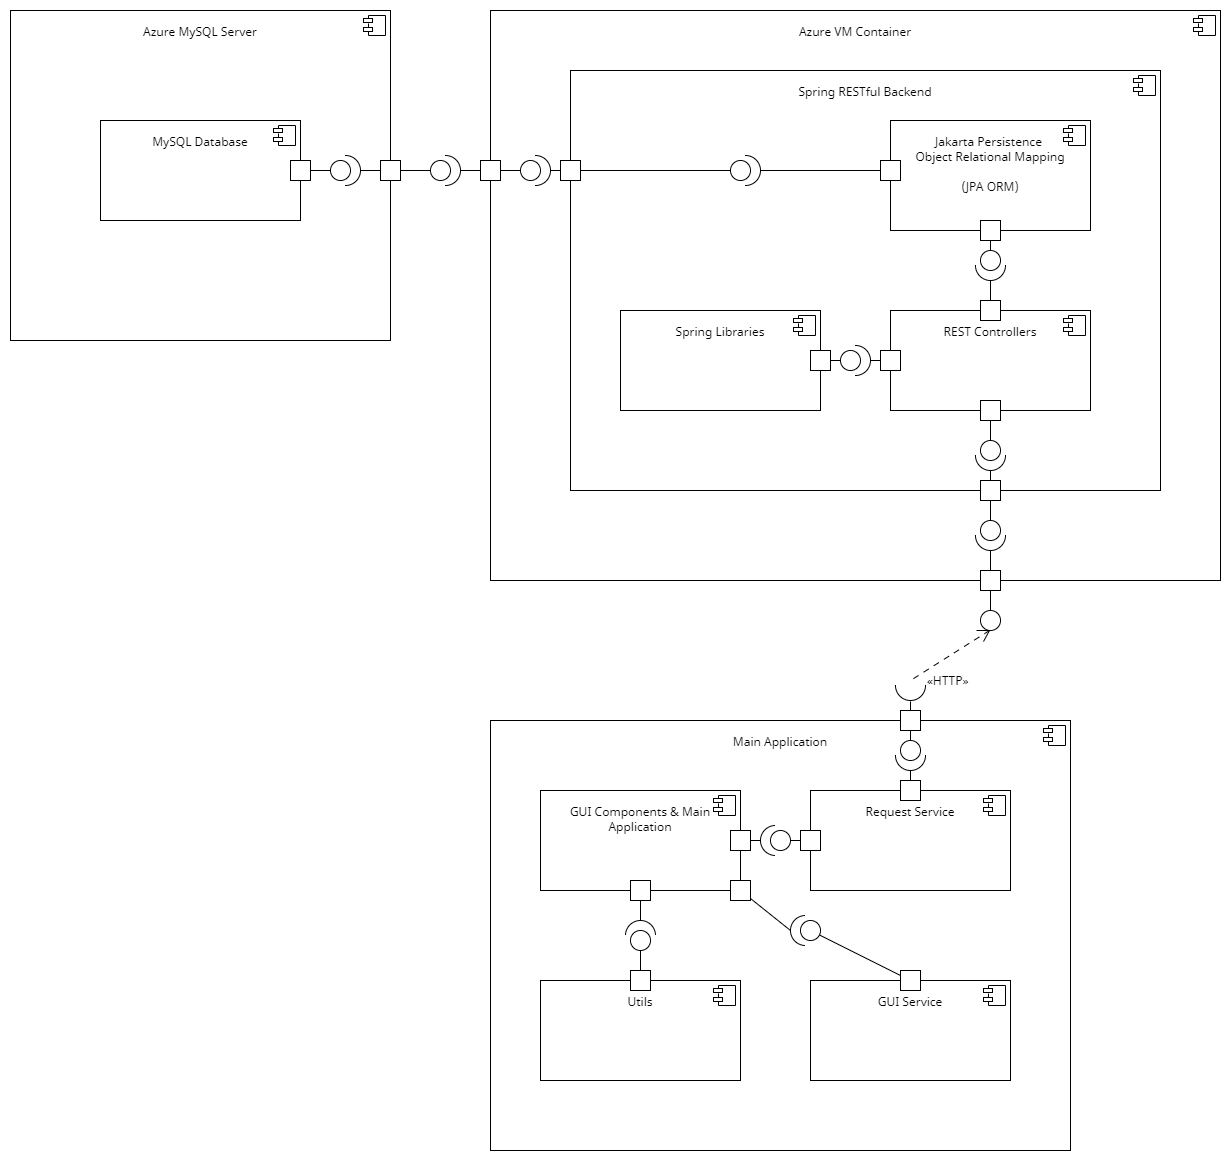 Azure MySQL Server
Azure VM Container
Spring RESTful Backend
MySQL Database
Jakarta Persistence
Object Relational Mapping
(JPA ORM)
Spring Libraries
REST Controllers
«HTTP»
Main Application
GUI Components & Main
Application
Request Service
Utils
GUI Service